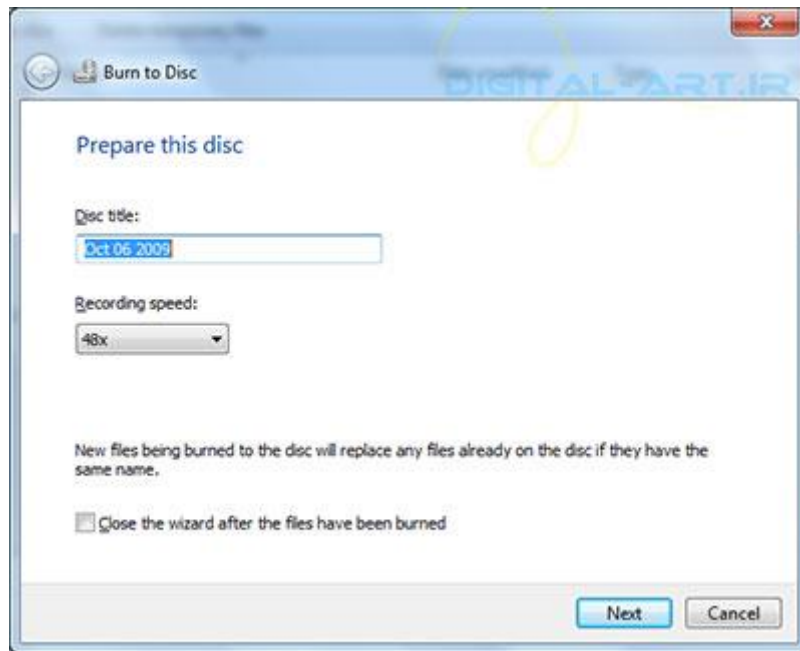 Burn to Disc
DIGITAL-ART.IR
Prepare this disc
Disc title:
Oct 06 2009
Recording speed:
48x
New files being burned to the disc will replace any files already on the disc if they have the
same name.
Close the wizard after the files have been burned
Next
Cancel